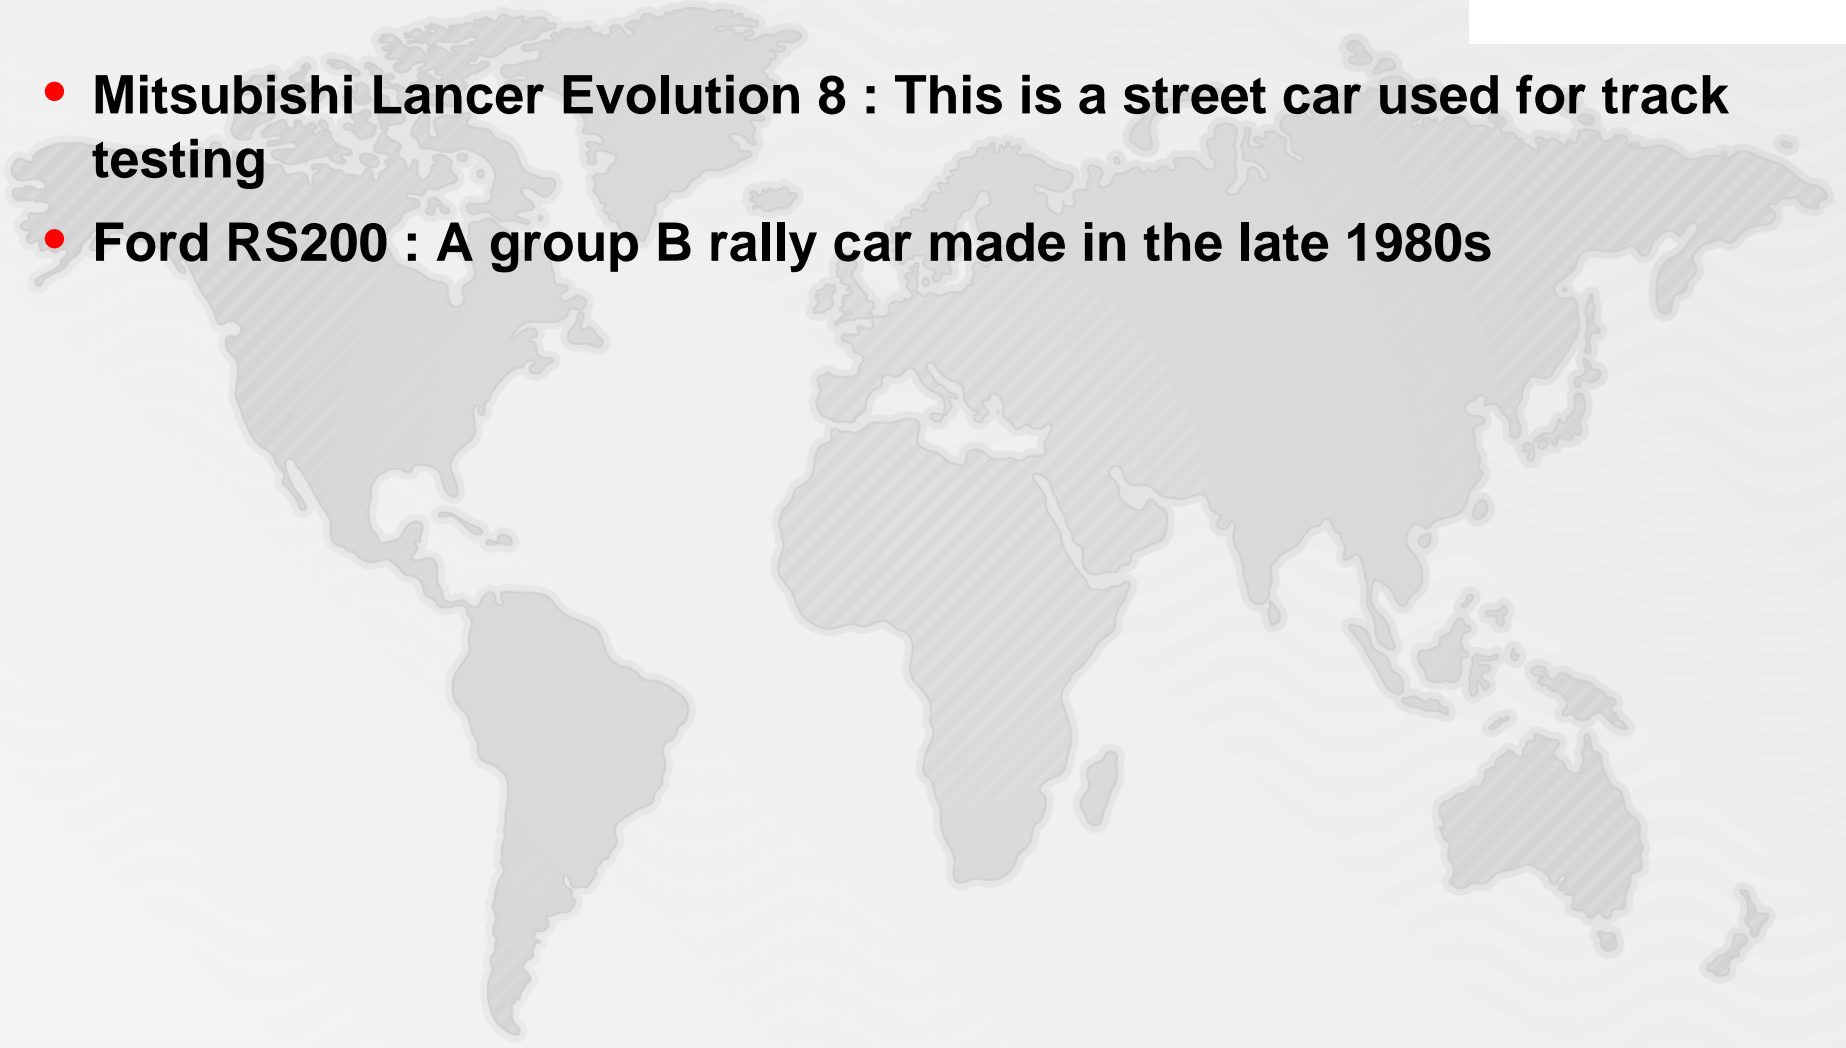 • Mitsubishi Lancer Evolution 8 : This is a street car used for track
testing
• Ford RS200 : A group B rally car made in the late 1980s